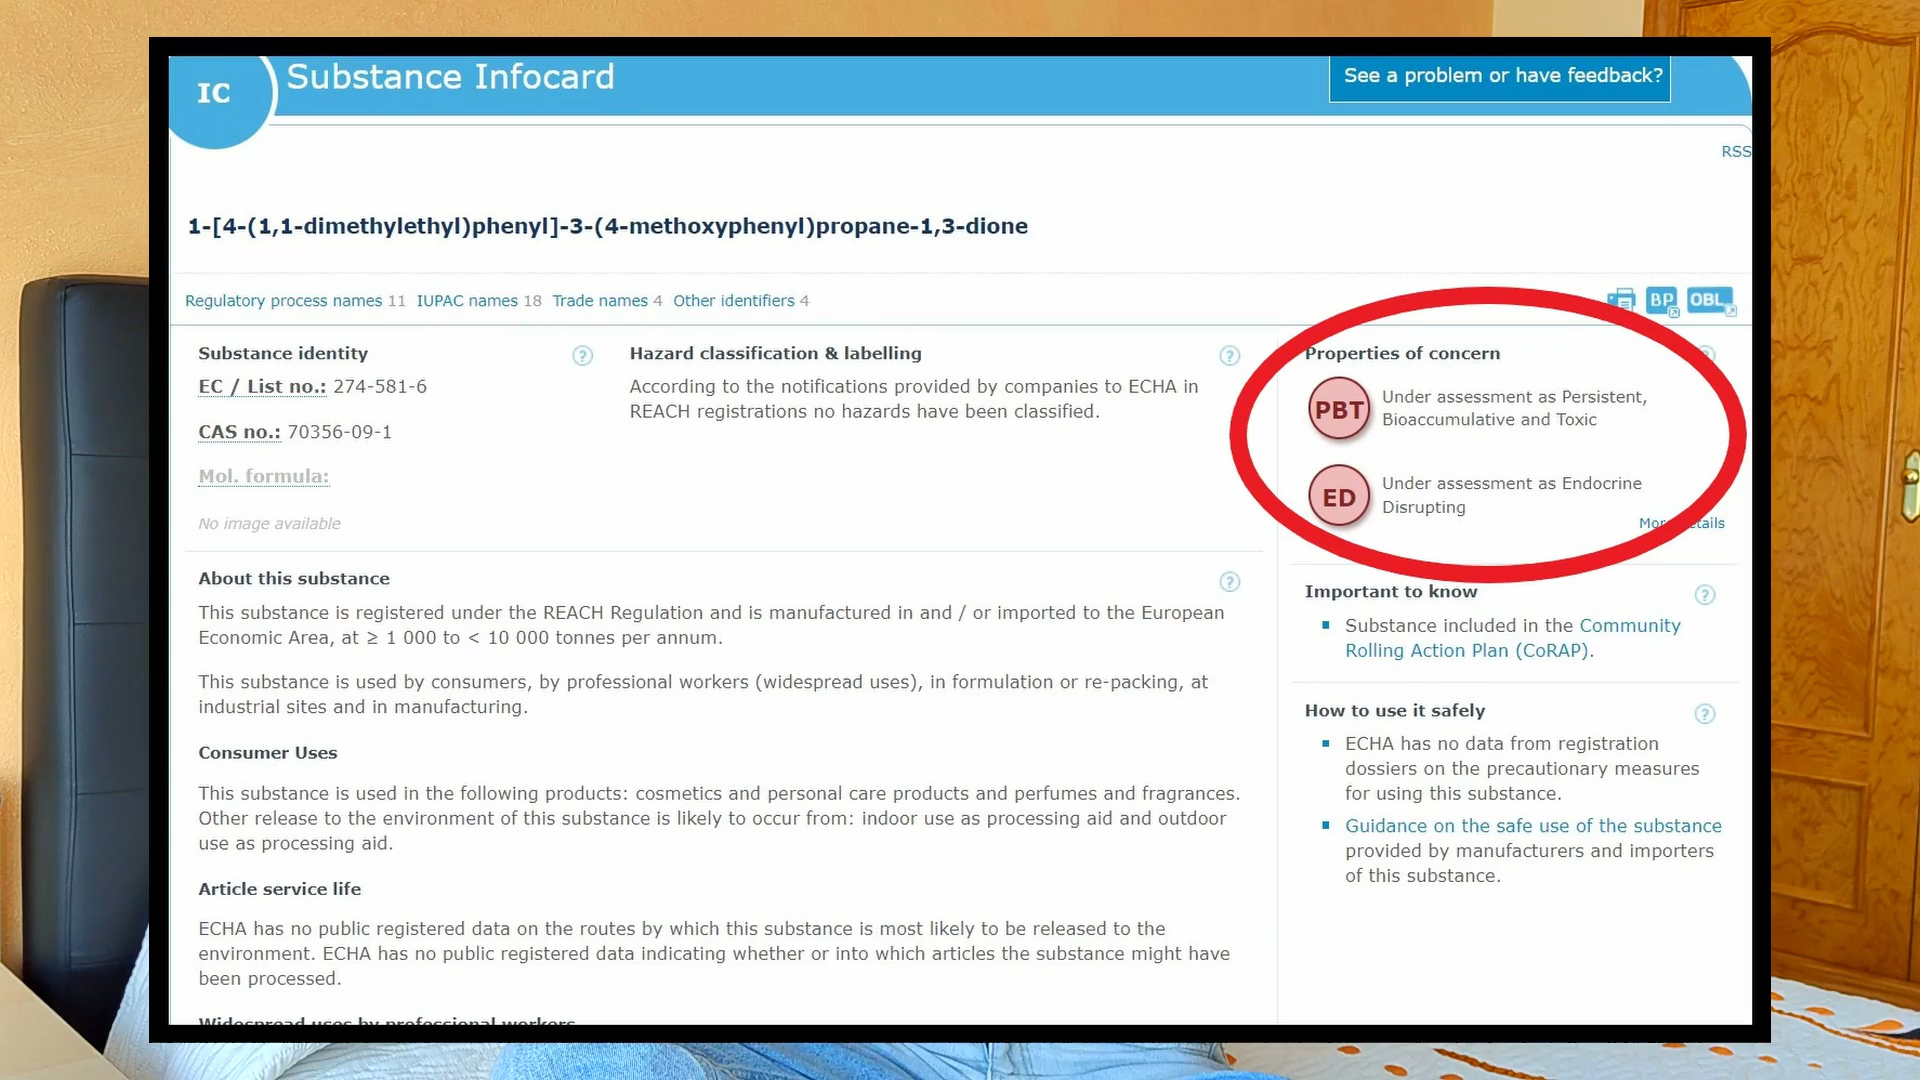 IC
Substance Infocard
See a problem or have feedback?
RSS
1-[4-(1,1-dimethylethyl)phenyl]-3-(4-methoxyphenyl)propane-1,3-dione
Regulatory process names 11 IUPAC names 18 Trade names 4 Other identifiers 4
BP
OBL
Substance identity
?
EC / List no.: 274-581-6
CAS no.: 70356-09-1
Mol. formula:
No image available
Hazard classification & labelling
?
According to the notifications provided by companies to ECHA in
REACH registrations no hazards have been classified.
Properties of concern
?
PBT
Under assessment as Persistent,
Bioaccumulative and Toxic
ED
Under assessment as Endocrine
Disrupting
About this substance
?
This substance is registered under the REACH Regulation and is manufactured in and / or imported to the European
Economic Area, at ≥ 1 000 to < 10 000 tonnes per annum.
This substance is used by consumers, by professional workers (widespread uses), in formulation or re-packing, at
industrial sites and in manufacturing.
Consumer Uses
This substance is used in the following products: cosmetics and personal care products and perfumes and fragrances.
Other release to the environment of this substance is likely to occur from: indoor use as processing aid and outdoor
use as processing aid.
Article service life
ECHA has no public registered data on the routes by which this substance is most likely to be released to the
environment. ECHA has no public registered data indicating whether or into which articles the substance might have
been processed.
Widespread uses by professional workers
Important to know
?
Substance included in the Community
Rolling Action Plan (CoRAP).
How to use it safely
?
ECHA has no data from registration
dossiers on the precautionary measures
for using this substance.
Guidance on the safe use of the substance
provided by manufacturers and importers
of this substance.